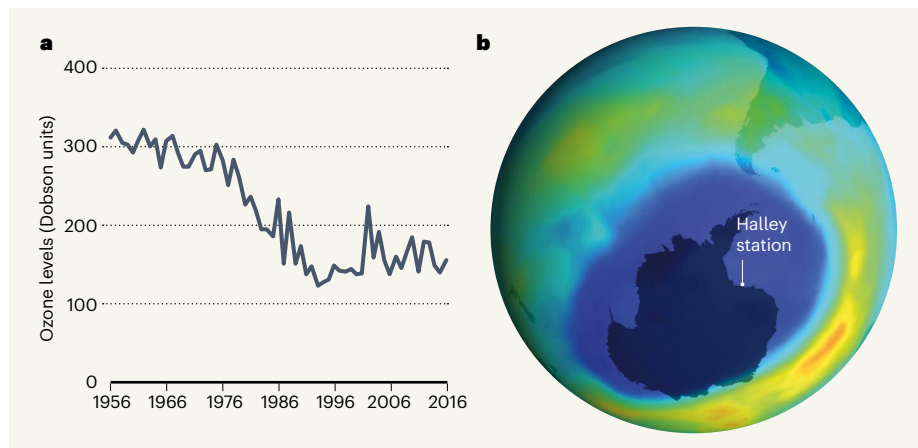 a
b
Ozone levels (Dobson units)
400
300
200
100
0
1956 1966 1976 1986 1996 2006 2016
Halley
station